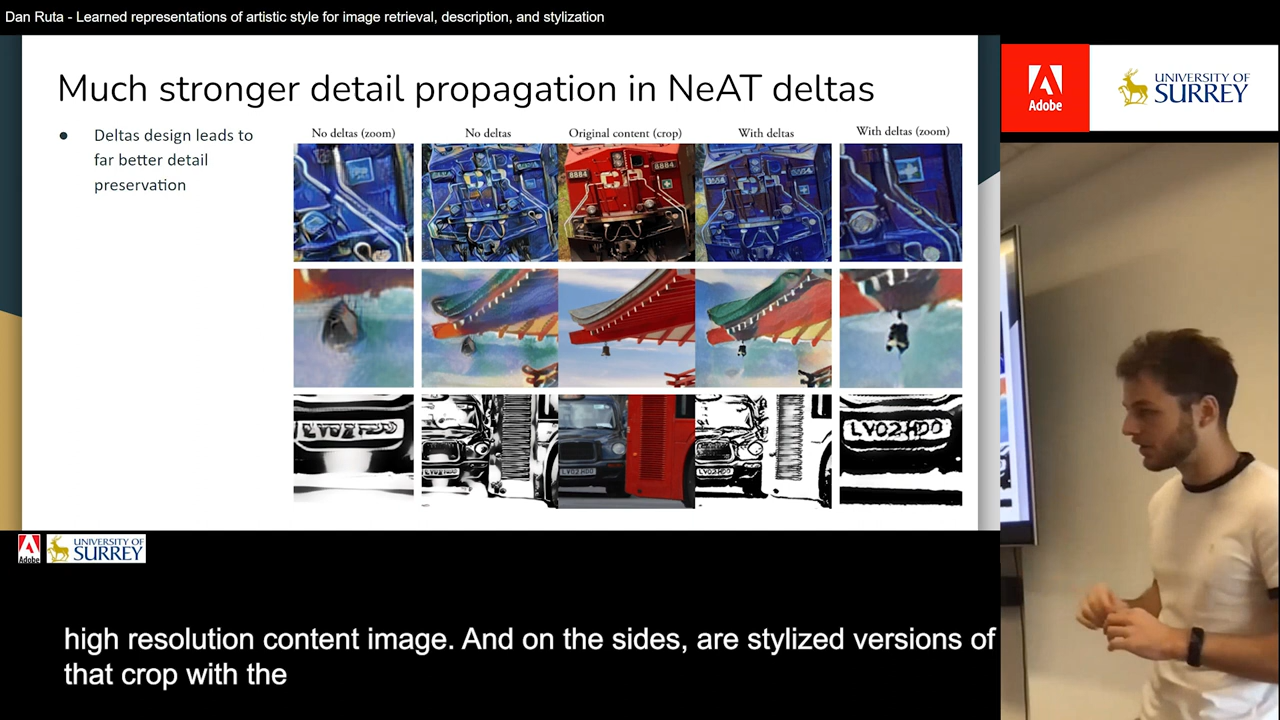 Dan Ruta - Learned representations of artistic style for image retrieval, description, and stylization
Much stronger detail propagation in NeAT deltas
Adobe
UNIVERSITY OF
SURREY
Deltas design leads to
far better detail
preservation
No deltas (zoom)
No deltas
Original content (crop)
With deltas
With deltas (zoom)
8884
8884
CP
LV02HDO
LV02HDO
LV02HDO
Adobe
UNIVERSITY OF
SURREY
high resolution content image. And on the sides, are stylized versions of
that crop with the